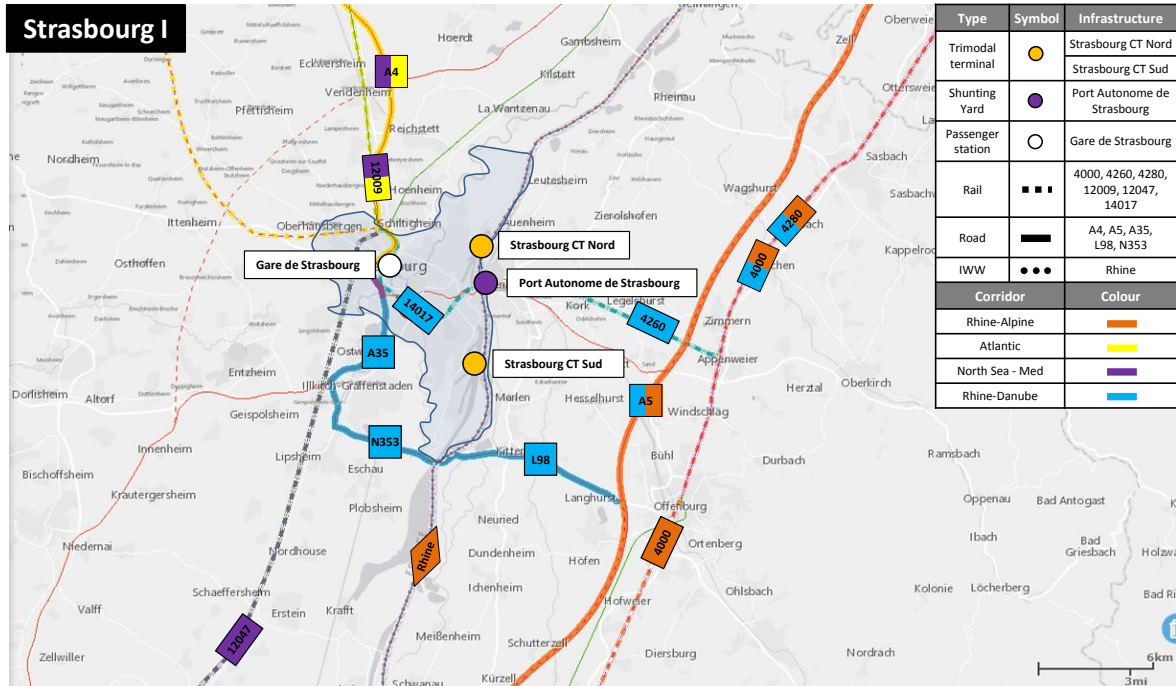 Strasbourg I
Type Symbol Infrastructure
Trimodal
terminal
Strasbourg CT Nord
Strasbourg CT Sud
Shunting
Yard
Port Autonome de
Strasbourg
Passenger
station
Gare de Strasbourg
Rail
4000, 4260, 4280,
12009, 12047,
14017
Road
A4, A5, A35,
L98, N353
IWW
Rhine
Corridor Colour
Rhine-Alpine
Atlantic
North Sea - Med
Rhine-Danube
Hoerdt
Gambsheim
Zell
Oberweier
Eckwersheim
A4
Vendenheim
Kilstett
Rheinau
La Wantzenau
Pfettisheim
Reichstett
Nordheim
Sasbach
12009
Hoenheim
Leutesheim
Wagshurst
Ittenheim
Oberhausbergen
Schiltigheim
Auenheim
Zierolshofen
4280
Kappelrodeck
Osthoffen
Strasbourg CT Nord
Gare de Strasbourg
bourg
4000
Port Autonome de Strasbourg
Legelshurst
Kork
14017
4260
Zimmern
A35
Ostw
Strasbourg CT Sud
Appenweier
Entzheim
Illkirch-Graffenstaden
Oberkirch
Dorlisheim
Altorf
Marlen
Hesselhurst
Herztal
A5
Geispolsheim
Windschläg
N353
Innenheim
Lipsheim
Kitte
L98
Bühl
Durbach
Ramsbach
Bischoffsheim
Eschau
Krautergersheim
Langhurst
Plobsheim
Offenburg
Oppenau
Bad Antogast
Neuried
Niedernai
Nordhouse
Rhine
Dundenheim
4000
Ortenberg
Ibach
Bad
Griesbach
Höfen
Schaeffersheim
Ichenheim
Ohlsbach
Kolonie
Löcherberg
Valff
Erstein
Krafft
Hofweier
12047
Meißenheim
Schutterzell
Zellwiller
Diersburg
Nordrach
Schwanau
Kürzell
6km
3mi